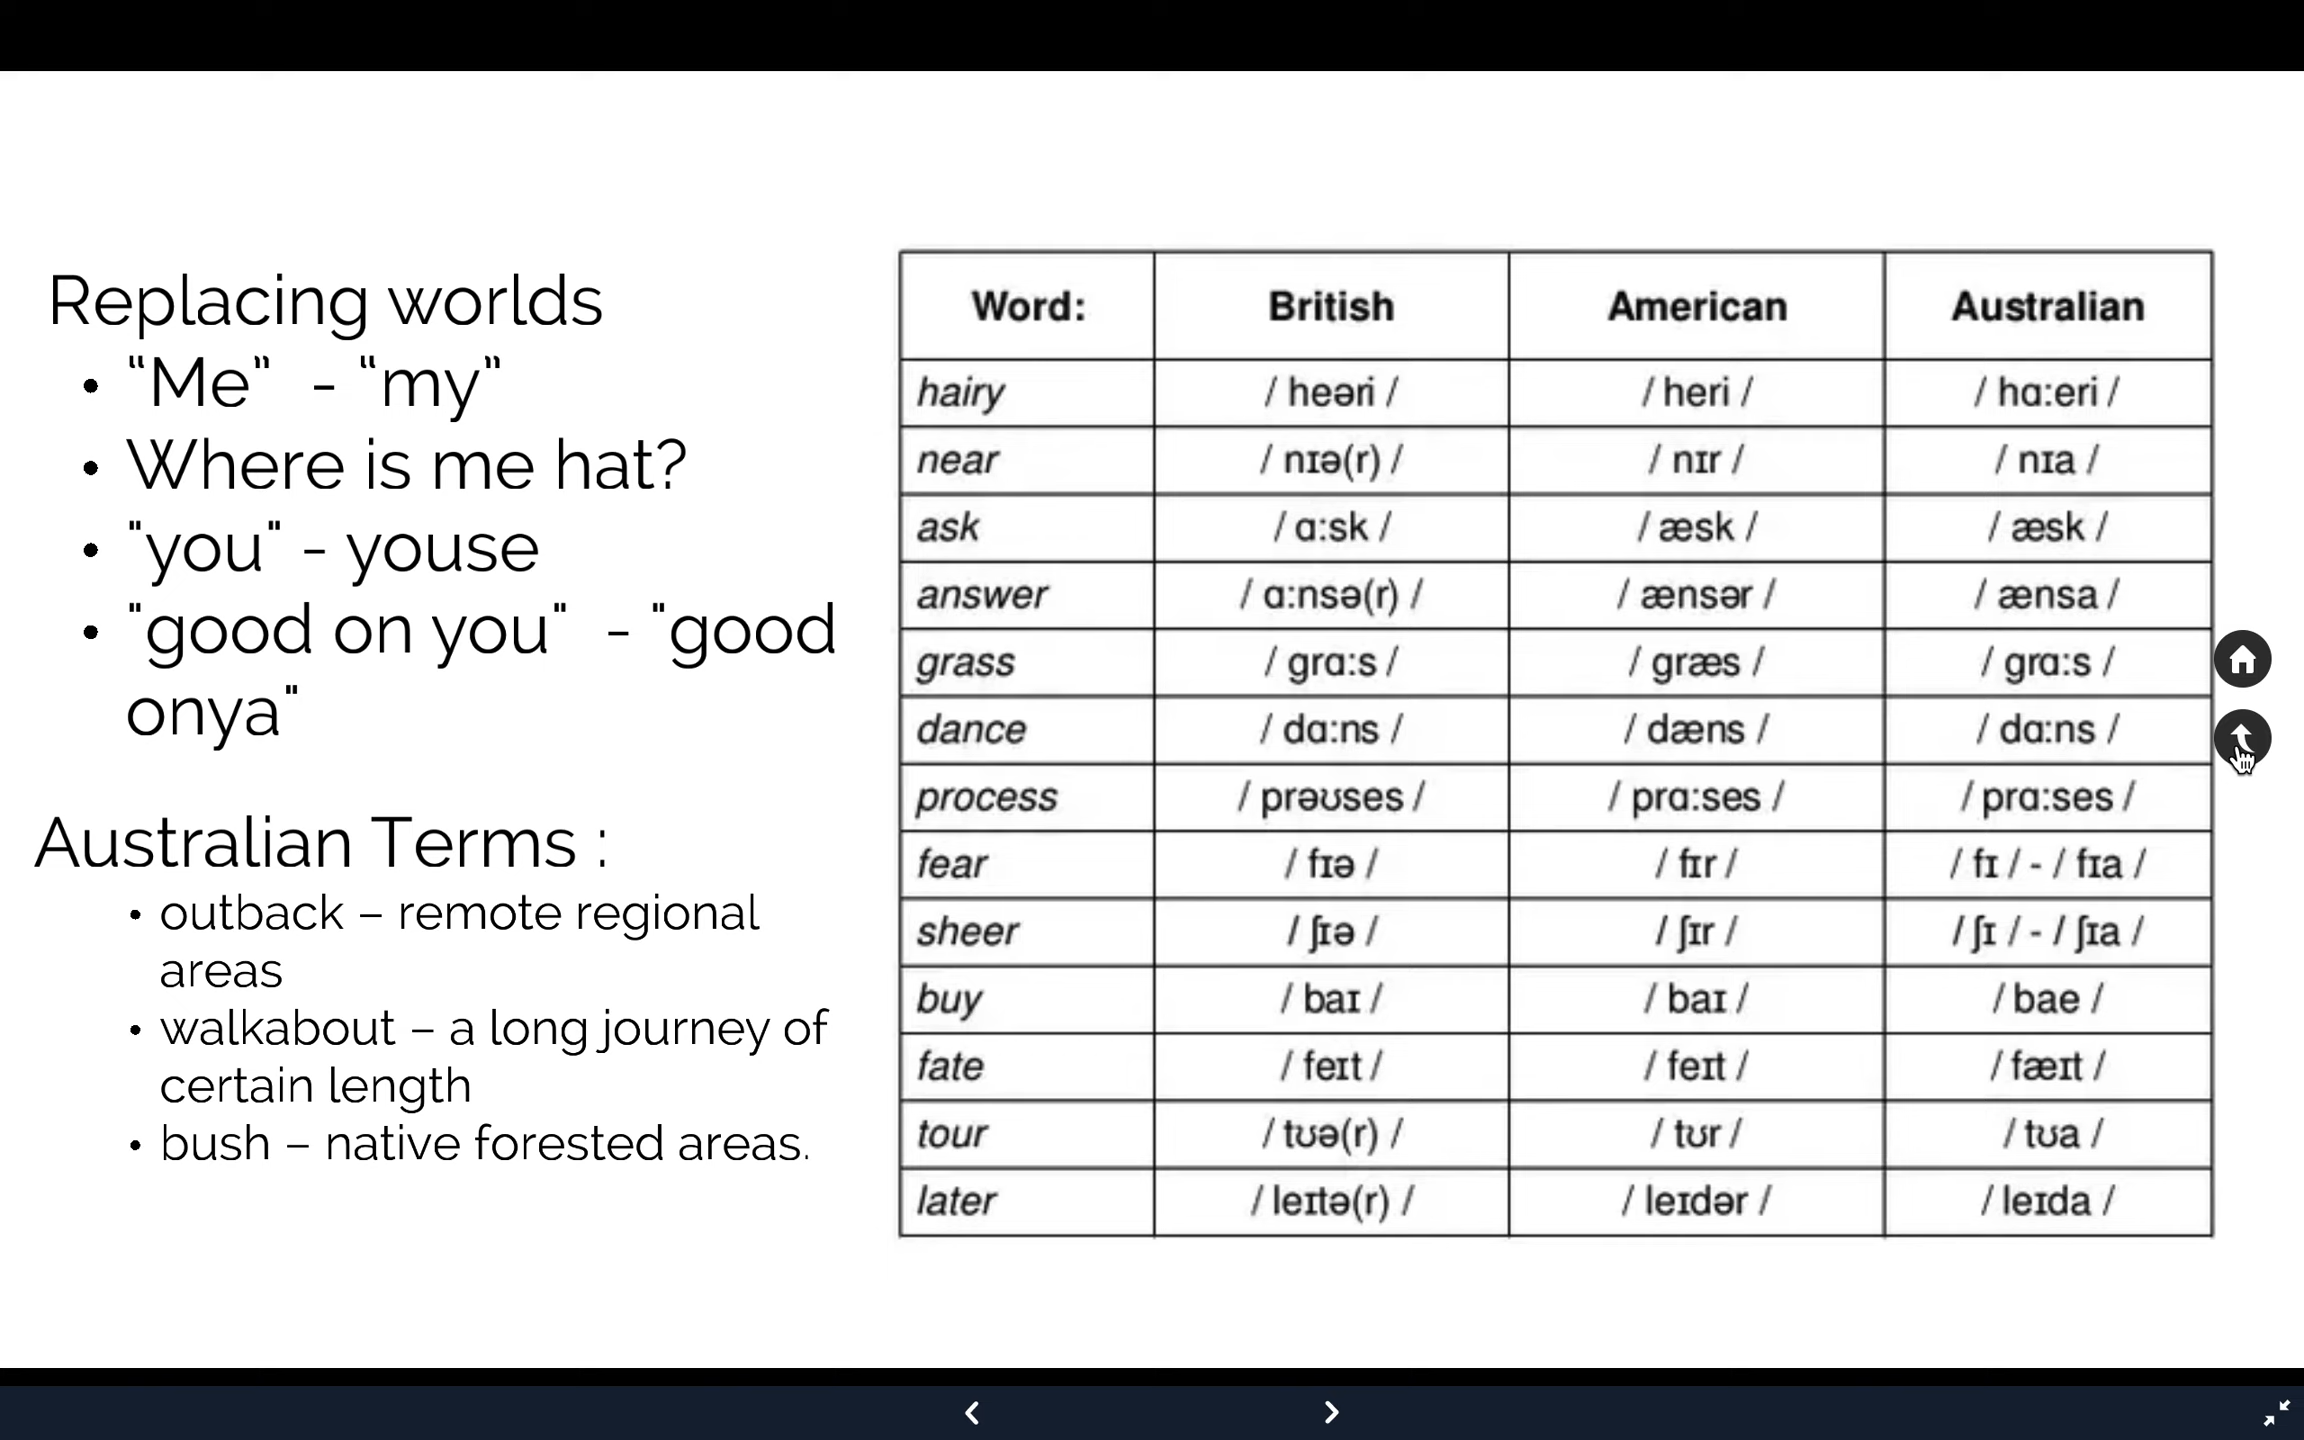 Replacing worlds
• “Me” - “my”
• Where is me hat?
• "you" - youse
• "good on you" - "good
onya"
Australian Terms :
• outback – remote regional
areas
• walkabout – a long journey of
certain length
• bush – native forested areas.
Word: British American Australian
hairy / heəri / / heri / / hɑ:eri /
near / nɪə(r) / / nɪr / / nɪa /
ask / ɑ:sk / / æsk / / æsk /
answer / ɑ:nsə(r) / / ænsər / / ænsa /
grass / grɑ:s / / græs / / grɑ:s /
dance / dɑ:ns / / dæns / / dɑ:ns /
process / prəʊses / / prɑ:ses / / prɑ:ses /
fear / fɪə / / fɪr / / fɪ / - / fɪa /
sheer / ʃɪə / / ʃɪr / / ʃɪ / - / ʃɪa /
buy / baɪ / / baɪ / / bae /
fate / feɪt / / feɪt / / fæɪt /
tour / tʊə(r) / / tʊr / / tʊa /
later / leɪtə(r) / / leɪdər / / leɪda /